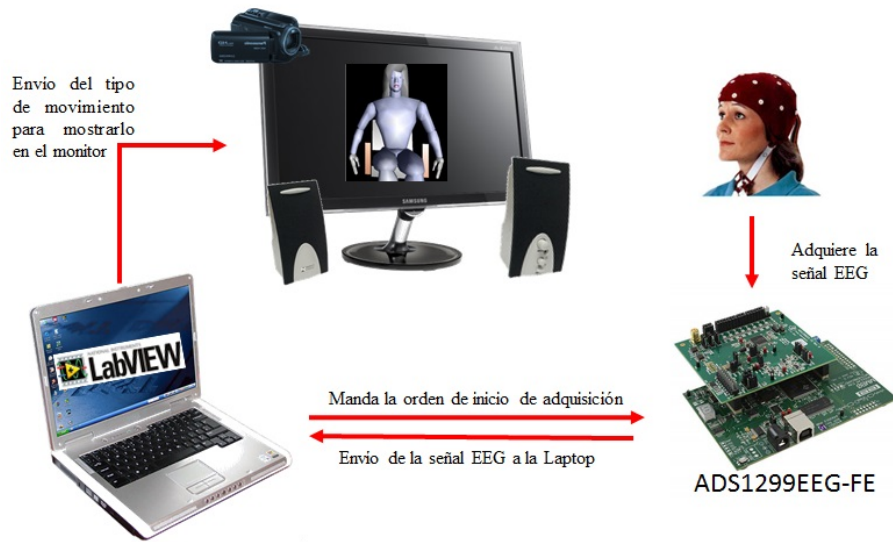 Envío del tipo
de movimiento
para mostrarlo
en el monitor
SAMSUNG
Adquiere la
señal EEG
LabVIEW
Manda la orden de inicio de adquisición
Envío de la señal EEG a la Laptop
ADS1299EEG-FE